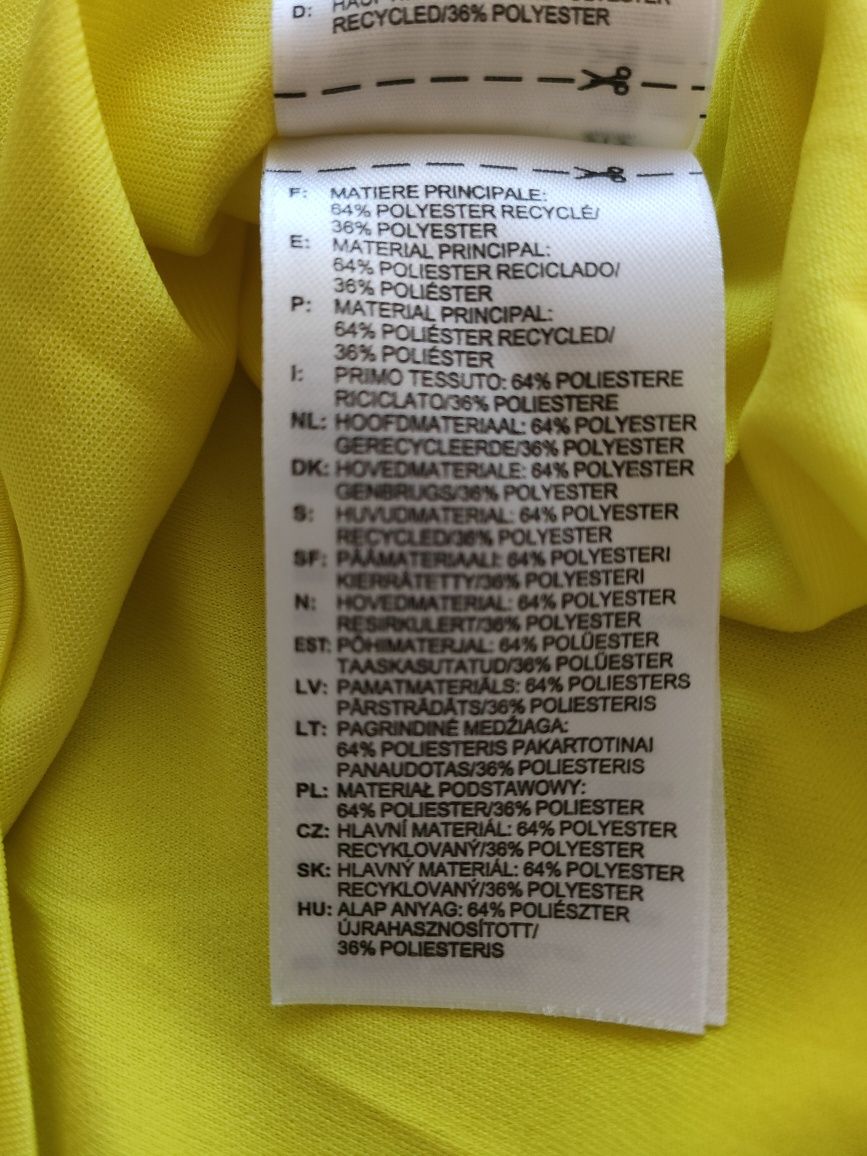 D:
RECYCLED/36% POLYESTER
F: MATIERE PRINCIPALE:
64% POLYESTER RECYCLÉ/
36% POLYESTER
E: MATERIAL PRINCIPAL:
64% POLIESTER RECICLADO/
36% POLIÉSTER
P: MATERIAL PRINCIPAL:
64% POLIÉSTER RECYCLED/
36% POLIÉSTER
I: PRIMO TESSUTO: 64% POLIESTERE
RICICLATO/36% POLIESTERE
NL: HOOFDMATERIAAL: 64% POLYESTER
GERECYCLEERDE/36% POLYESTER
DK: HOVEDMATERIALE: 64% POLYESTER
GENBRUGS/36% POLYESTER
S: HUVUDMATERIAL: 64% POLYESTER
RECYCLED/36% POLYESTER
SF: PÄÄMATERIAALI: 64% POLYESTERI
KIERRÄTETTY/36% POLYESTERI
N: HOVEDMATERIAL: 64% POLYESTER
RESIRKULERT/36% POLYESTER
EST: PÕHIMATERJAL: 64% POLÜESTER
TAASKASUTATUD/36% POLÜESTER
LV: PAMATMATERIĀLS: 64% POLIESTERS
PĀRSTRĀDĀTS/36% POLIESTERIS
LT: PAGRINDINĖ MEDŽIAGA:
64% POLIESTERIS PAKARTOTINAI
PANAUDOTAS/36% POLIESTERIS
PL: MATERIAŁ PODSTAWOWY:
64% POLIESTER/36% POLIESTER
CZ: HLAVNÍ MATERIÁL: 64% POLYESTER
RECYKLOVANÝ/36% POLYESTER
SK: HLAVNÝ MATERIÁL: 64% POLYESTER
RECYKLOVANÝ/36% POLYESTER
HU: ALAP ANYAG: 64% POLIÉSZTER
ÚJRAHASZNOSÍTOTT/
36% POLIESTERIS